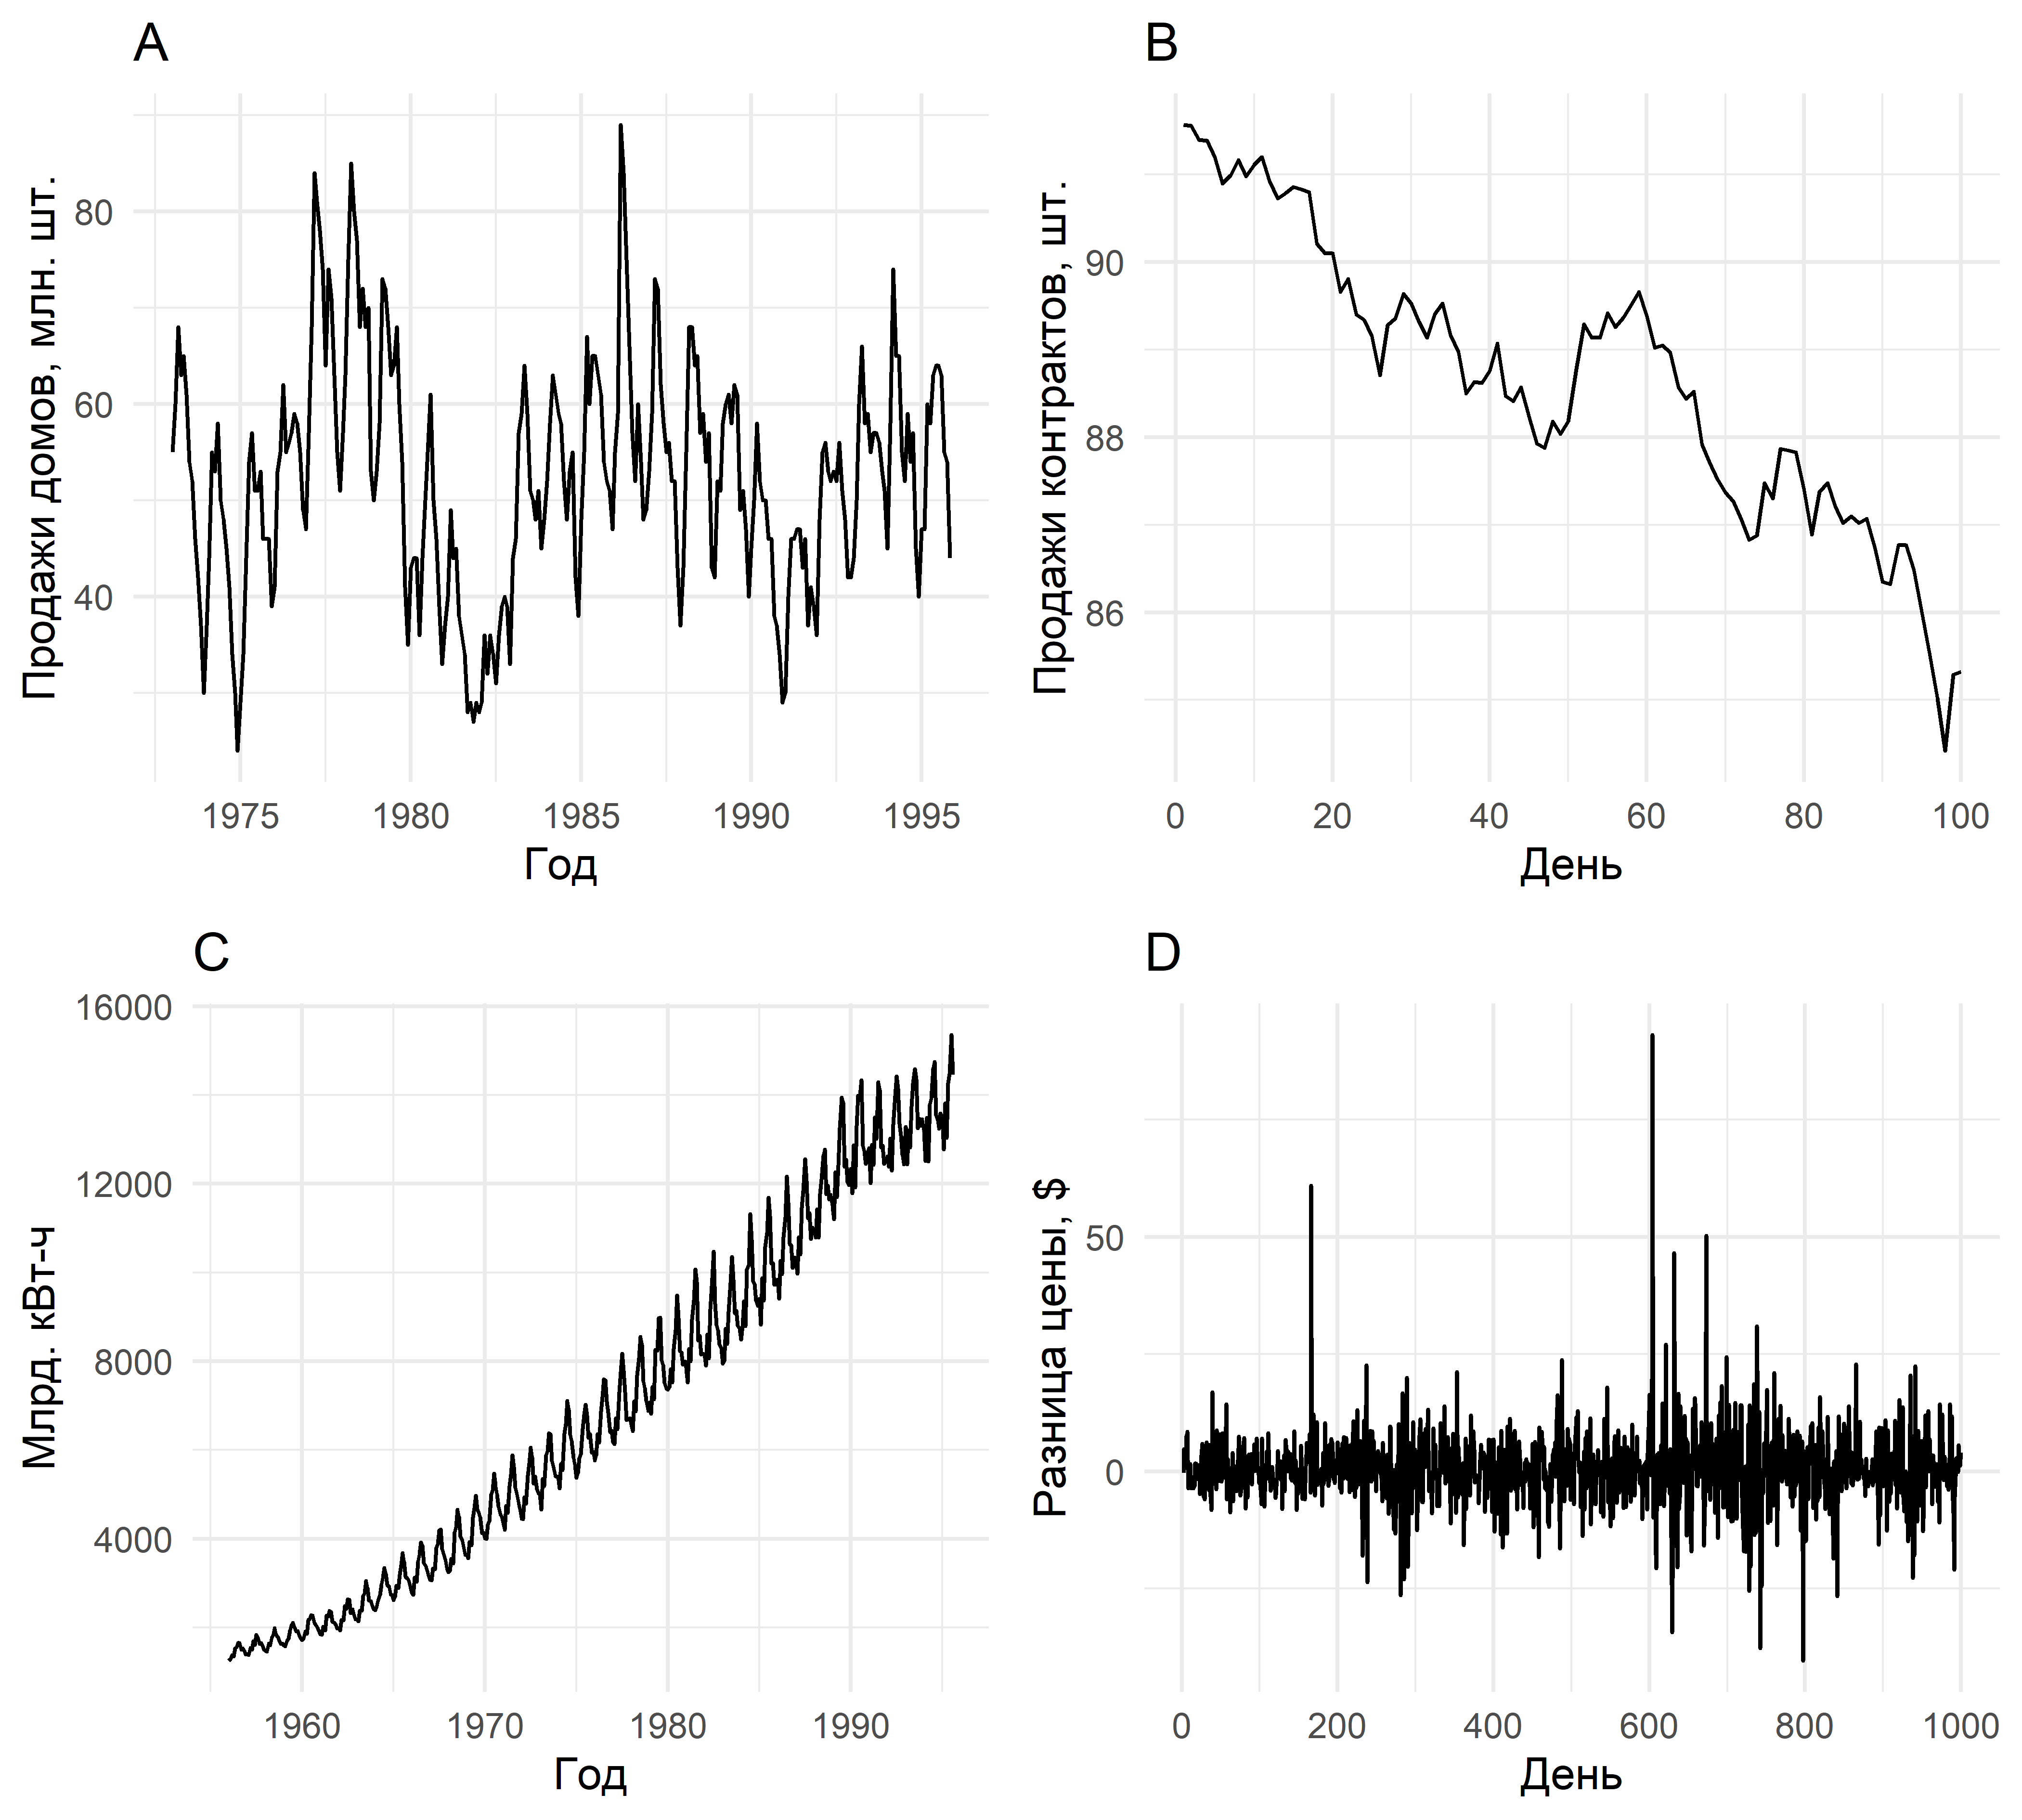 A
Продажи домов, млн. шт.
80
60
40
1975 1980 1985 1990 1995
Год
B
Продажи контрактов, шт.
90
88
86
0 20 40 60 80 100
День
C
Млрд. кВт-ч
16000
12000
8000
4000
1960 1970 1980 1990
Год
D
Разница цены, $
50
0
0 200 400 600 800 1000
День